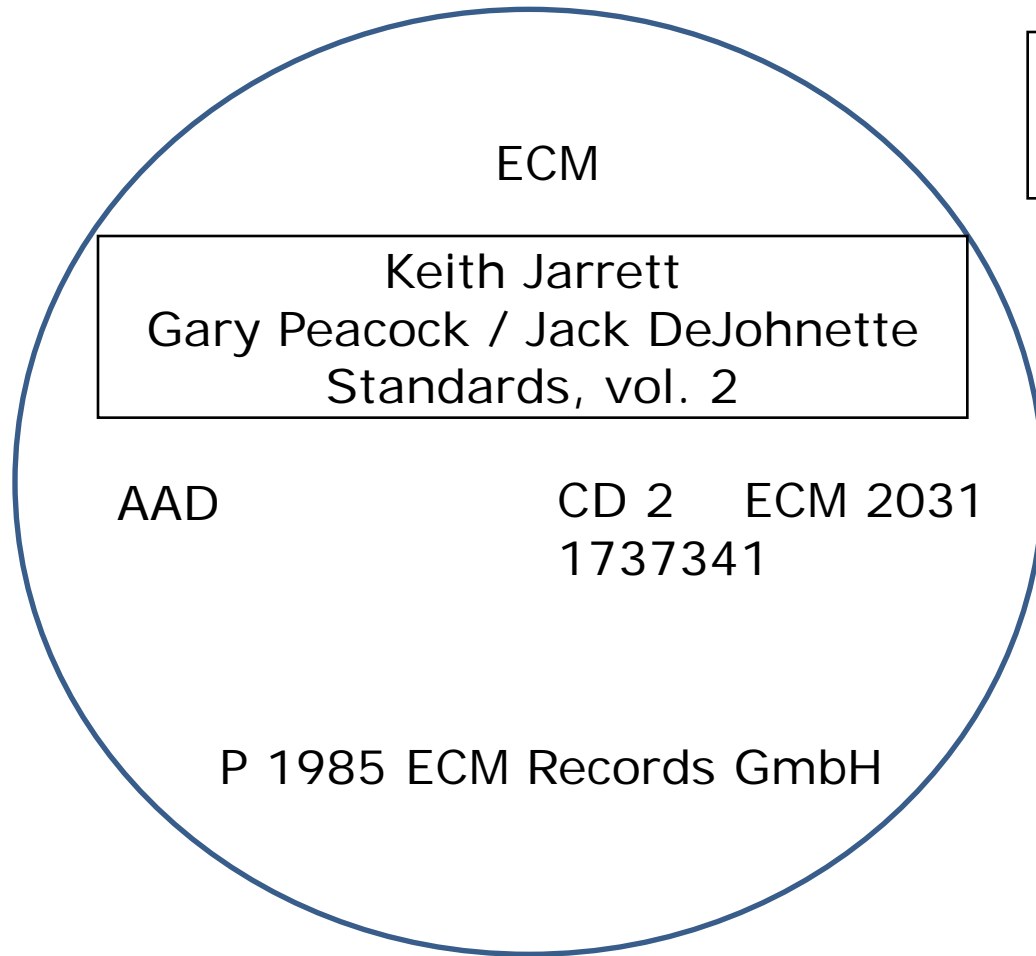 ECM
Keith Jarrett
Gary Peacock / Jack DeJohnette
Standards, vol. 2
AAD
CD 2 ECM 2031
1737341
P 1985 ECM Records GmbH